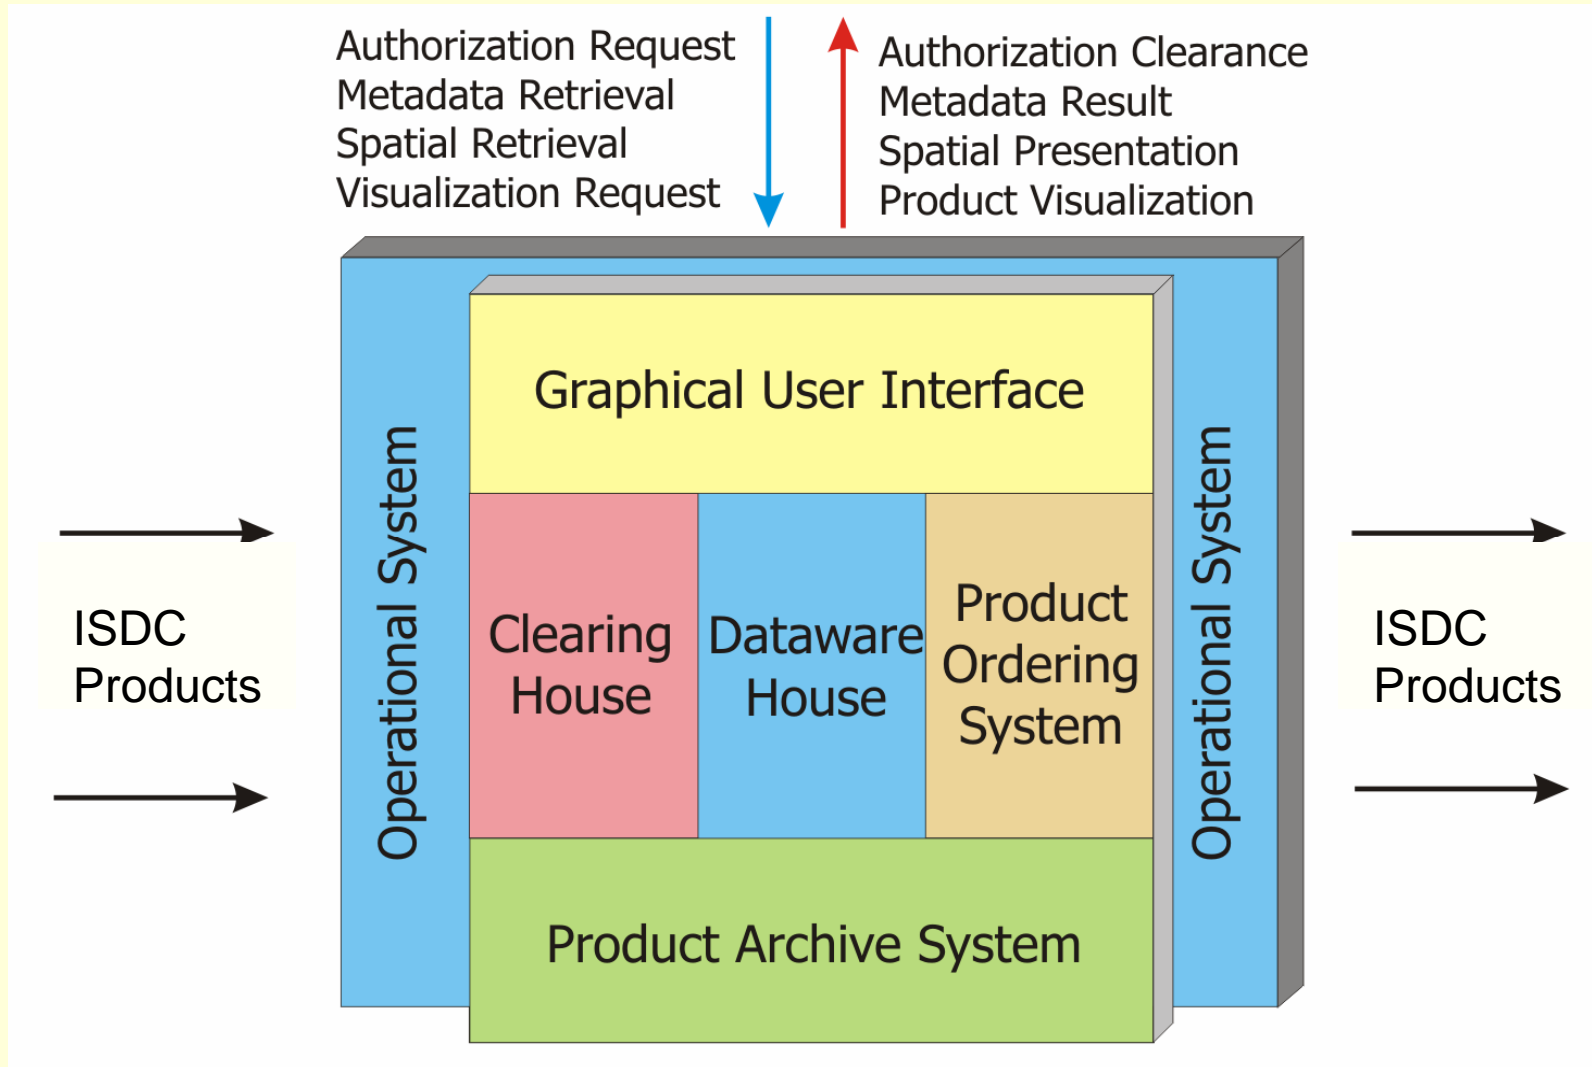 Authorization Request
Metadata Retrieval
Spatial Retrieval
Visualization Request
Authorization Clearance
Metadata Result
Spatial Presentation
Product Visualization
Graphical User Interface
Operational System
Operational System
ISDC
Products
Clearing
House
Dataware
House
Product
Ordering
System
ISDC
Products
Product Archive System